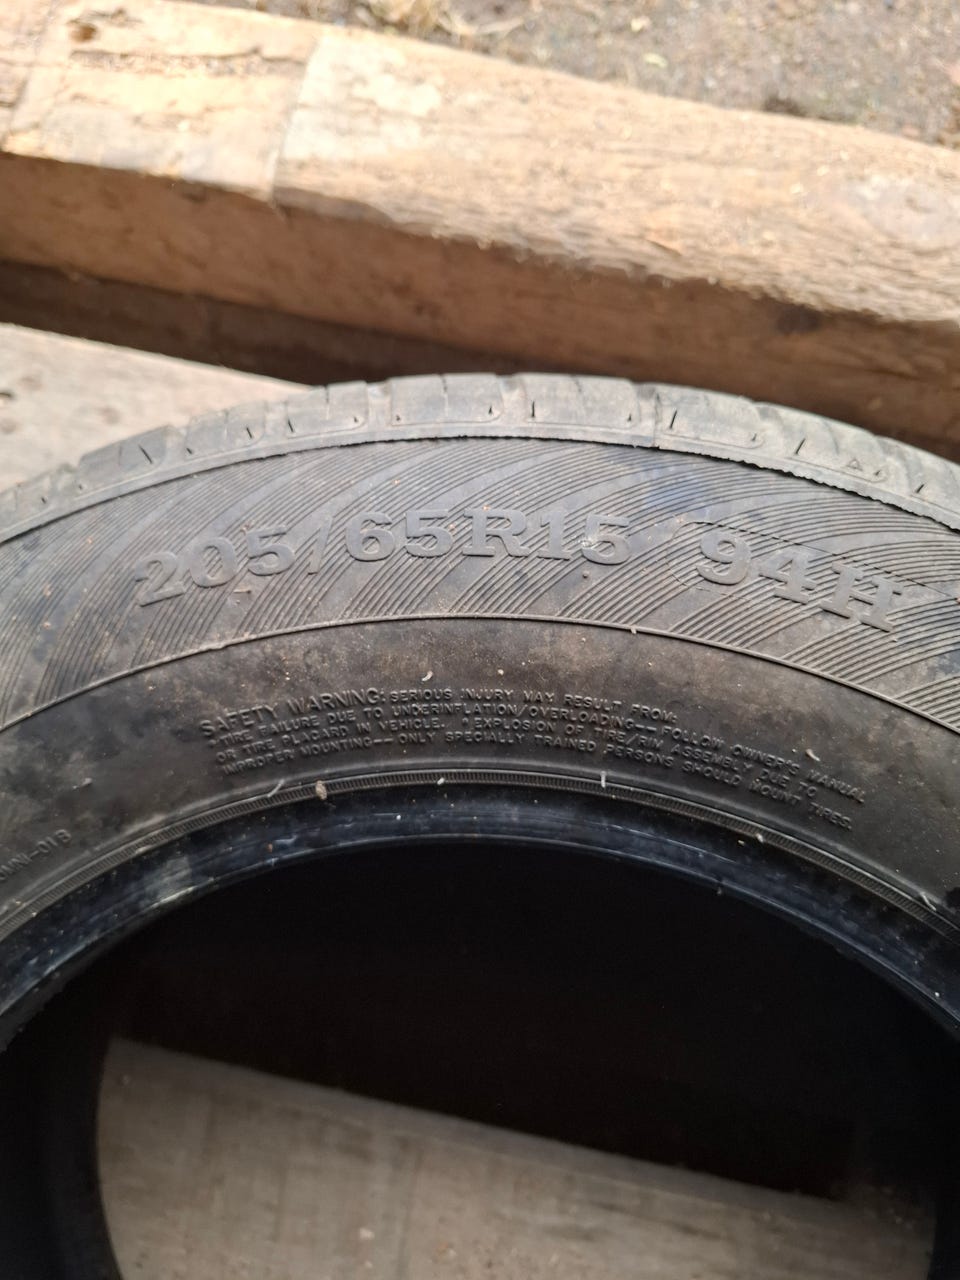 205/65R15 94H
SAFETY WARNING: SERIOUS INJURY MAY RESULT FROM:
• TIRE FAILURE DUE TO UNDERINFLATION/OVERLOADING— FOLLOW OWNER'S MANUAL
OR TIRE PLACARD IN VEHICLE. • EXPLOSION OF TIRE/RIM ASSEMBLY DUE TO
IMPROPER MOUNTING— ONLY SPECIALLY TRAINED PERSONS SHOULD MOUNT TIRES.